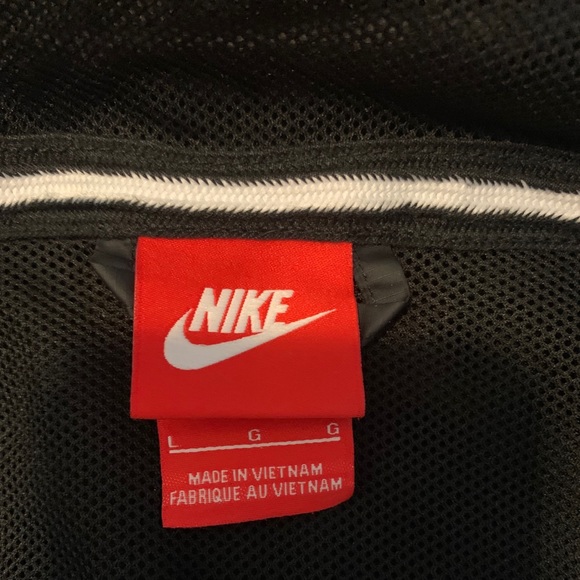 NIKE
L G G
MADE IN VIETNAM
FABRIQUE AU VIETNAM